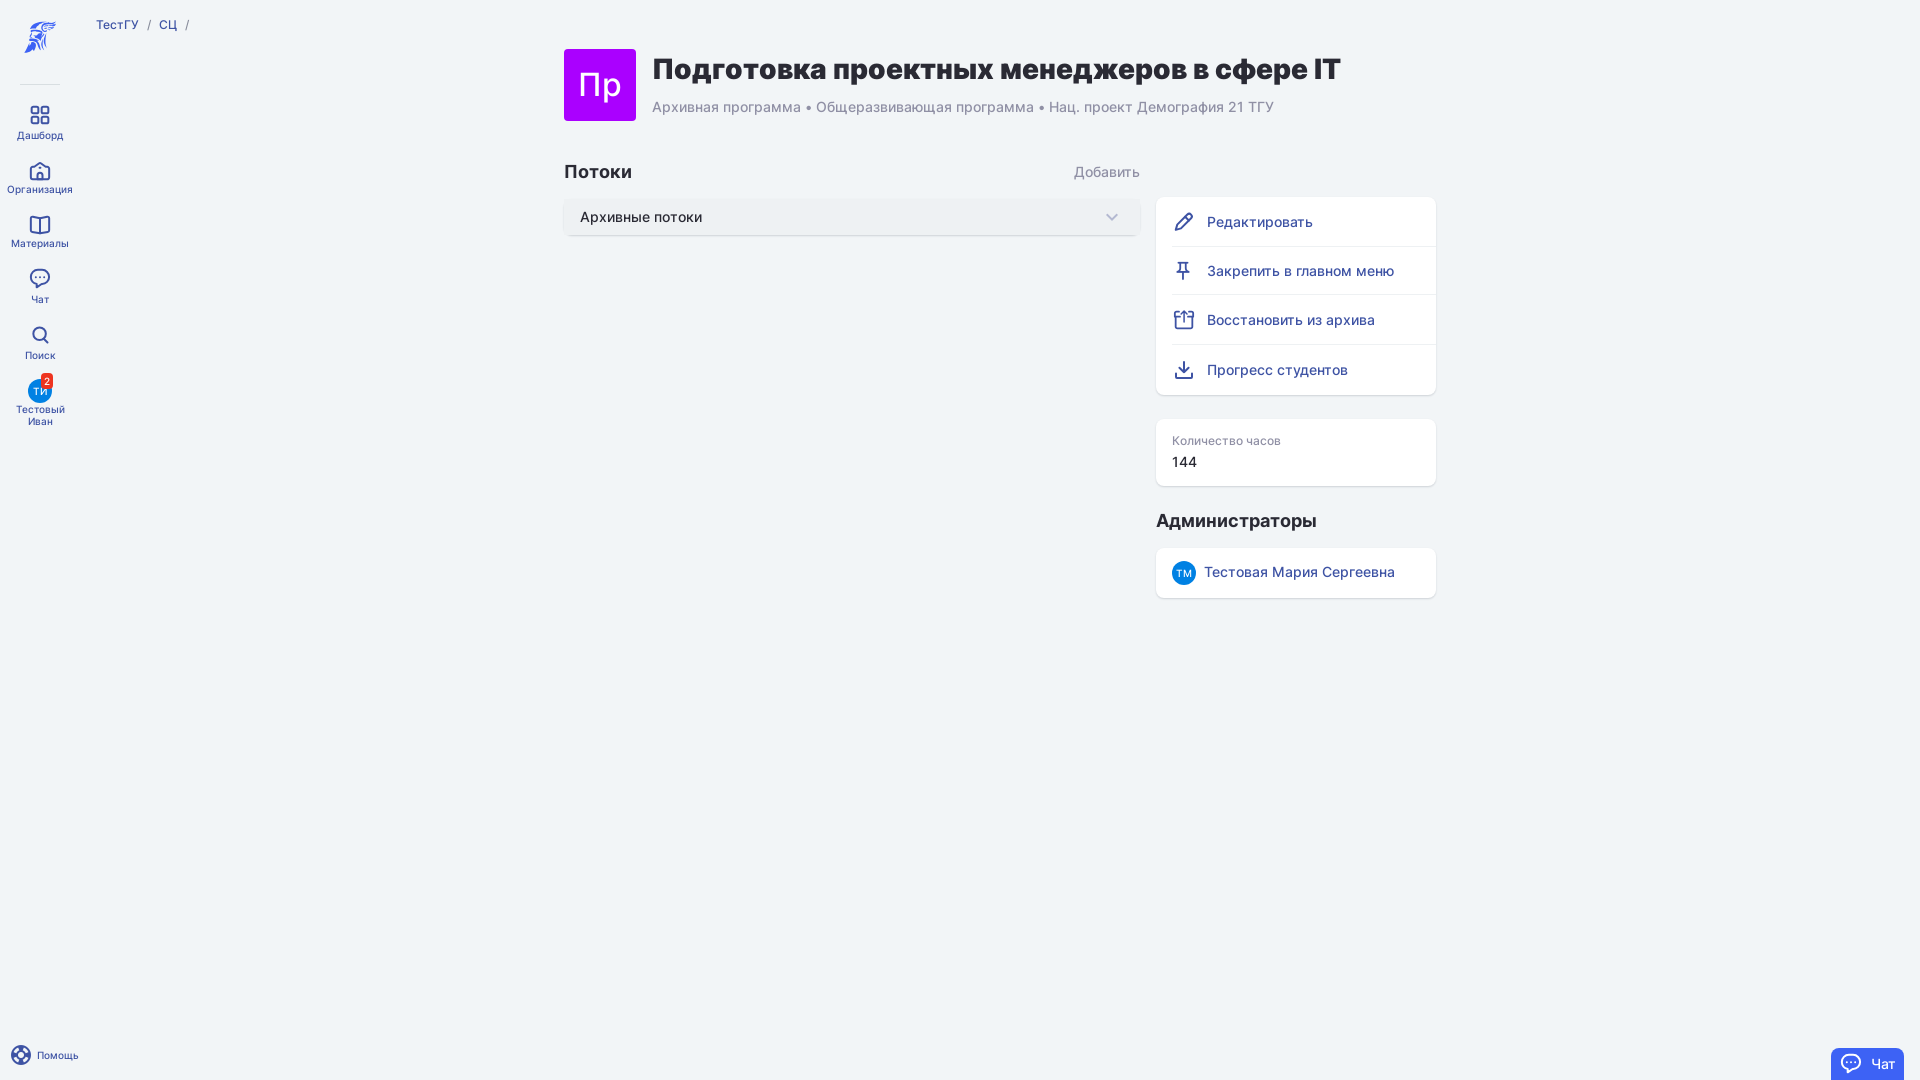 ТестГУ / СЦ /
Дашборд
Организация
Материалы
Чат
Поиск
ТИ
2
Тестовый
Иван
Помощь
Пр
Подготовка проектных менеджеров в сфере IT
Архивная программа • Общеразвивающая программа • Нац. проект Демография 21 ТГУ
Потоки
Добавить
Архивные потоки
Редактировать
Закрепить в главном меню
Восстановить из архива
Прогресс студентов
Количество часов
144
Администраторы
ТМ Тестовая Мария Сергеевна
Чат